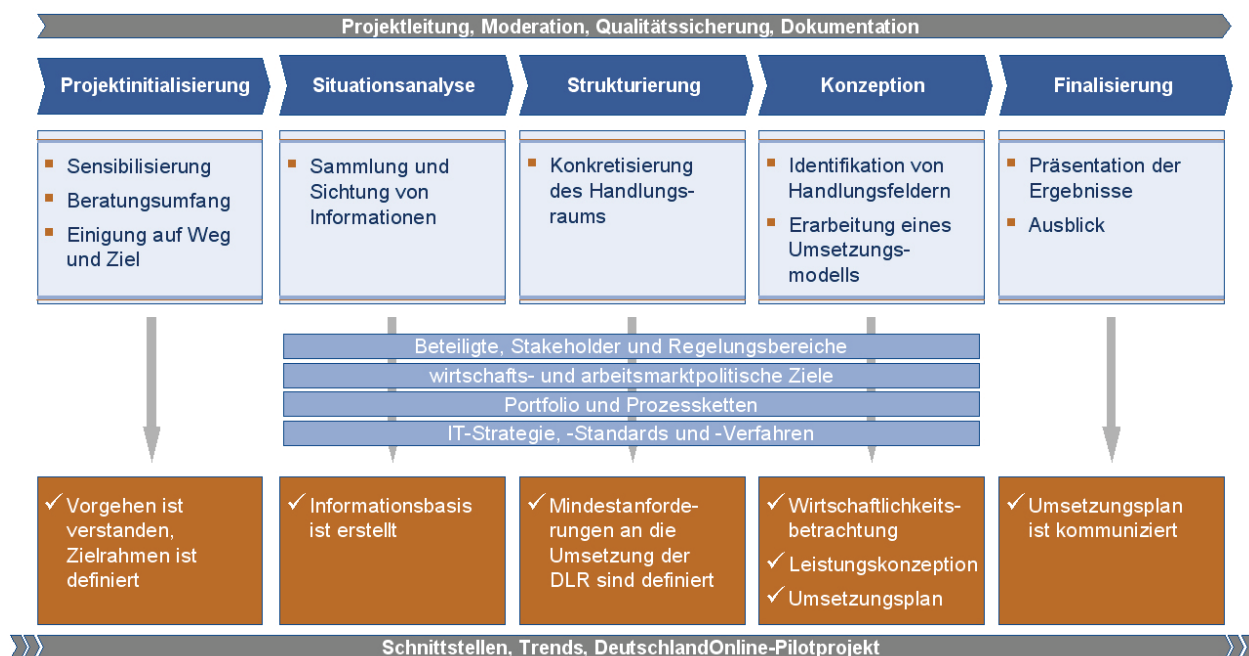 Projektleitung, Moderation, Qualitätssicherung, Dokumentation
Projektinitialisierung
Situationsanalyse
Strukturierung
Konzeption
Finalisierung
Sensibilisierung
Beratungsumfang
Einigung auf Weg
und Ziel
Sammlung und
Sichtung von
Informationen
Konkretisierung
des Handlungs-
raums
Identifikation von
Handlungsfeldern
Erarbeitung eines
Umsetzungs-
modells
Präsentation der
Ergebnisse
Ausblick
Beteiligte, Stakeholder und Regelungsbereiche
wirtschafts- und arbeitsmarktpolitische Ziele
Portfolio und Prozessketten
IT-Strategie, -Standards und -Verfahren
Vorgehen ist
verstanden,
Zielrahmen ist
definiert
Informationsbasis
ist erstellt
Mindestanforde-
rungen an die
Umsetzung der
DLR sind definiert
Wirtschaftlichkeits-
betrachtung
Leistungskonzeption
Umsetzungsplan
Umsetzungsplan
ist kommuniziert
Schnittstellen, Trends, DeutschlandOnline-Pilotprojekt